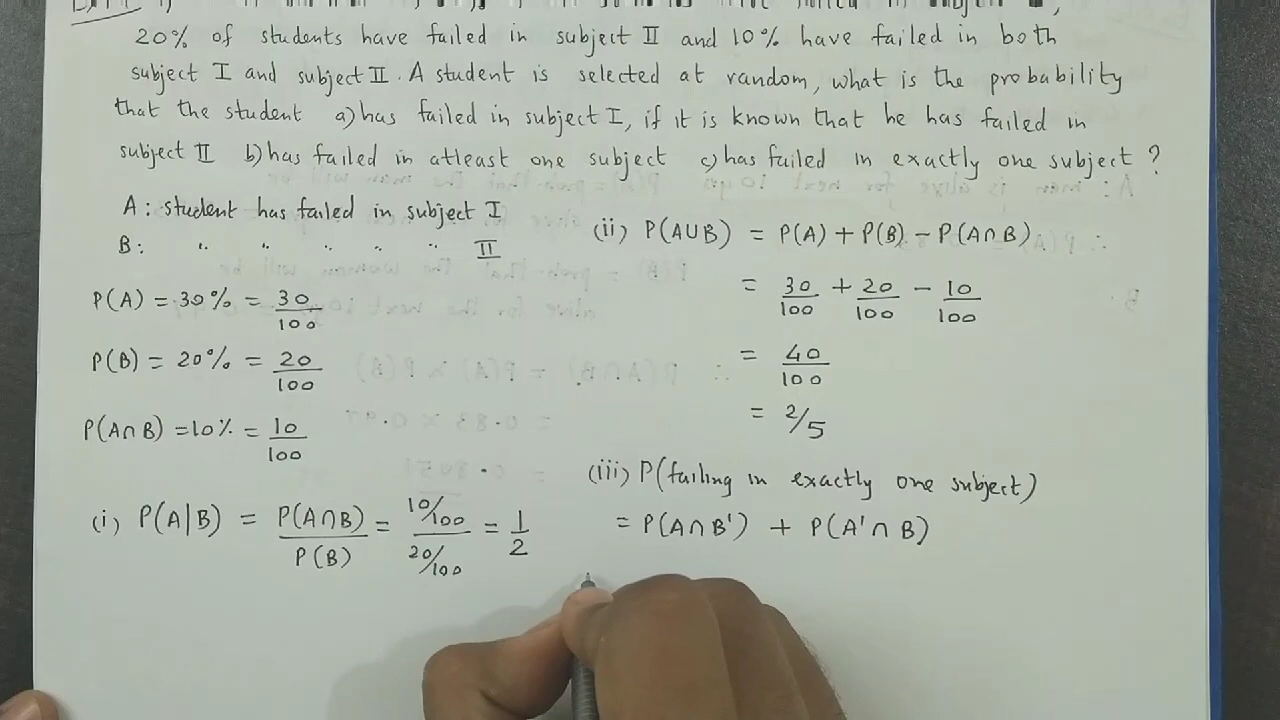 20% of students have failed in subject II and 10% have failed in both
subject I and subject II. A student is selected at random, what is the probability
that the student a) has failed in subject I, if it is known that he has failed in
subject II b) has failed in atleast one subject c) has failed in exactly one subject ?
A: student has failed in subject I
B: " " " " " II
P(A) = 30% = 30/100
P(B) = 20% = 20/100
P(A∩B) = 10% = 10/100
(i) P(A|B) = P(A∩B)/P(B) = (10/100)/(20/100) = 1/2
(ii) P(A∪B) = P(A) + P(B) - P(A∩B)
= 30/100 + 20/100 - 10/100
= 40/100
= 2/5
(iii) P(failing in exactly one subject)
= P(A∩B') + P(A'∩B)